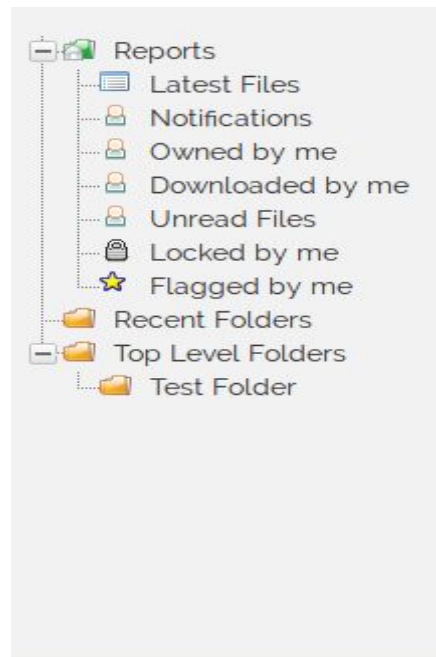 Reports
Latest Files
Notifications
Owned by me
Downloaded by me
Unread Files
Locked by me
Flagged by me
Recent Folders
Top Level Folders
Test Folder